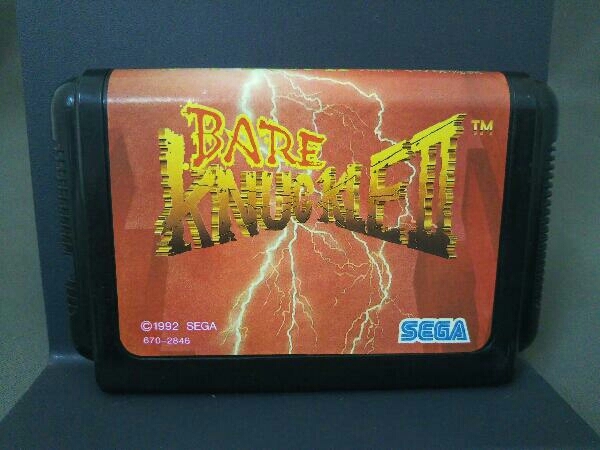 BARE
KNUCKLE II ™
©1992 SEGA
670-2846
SEGA